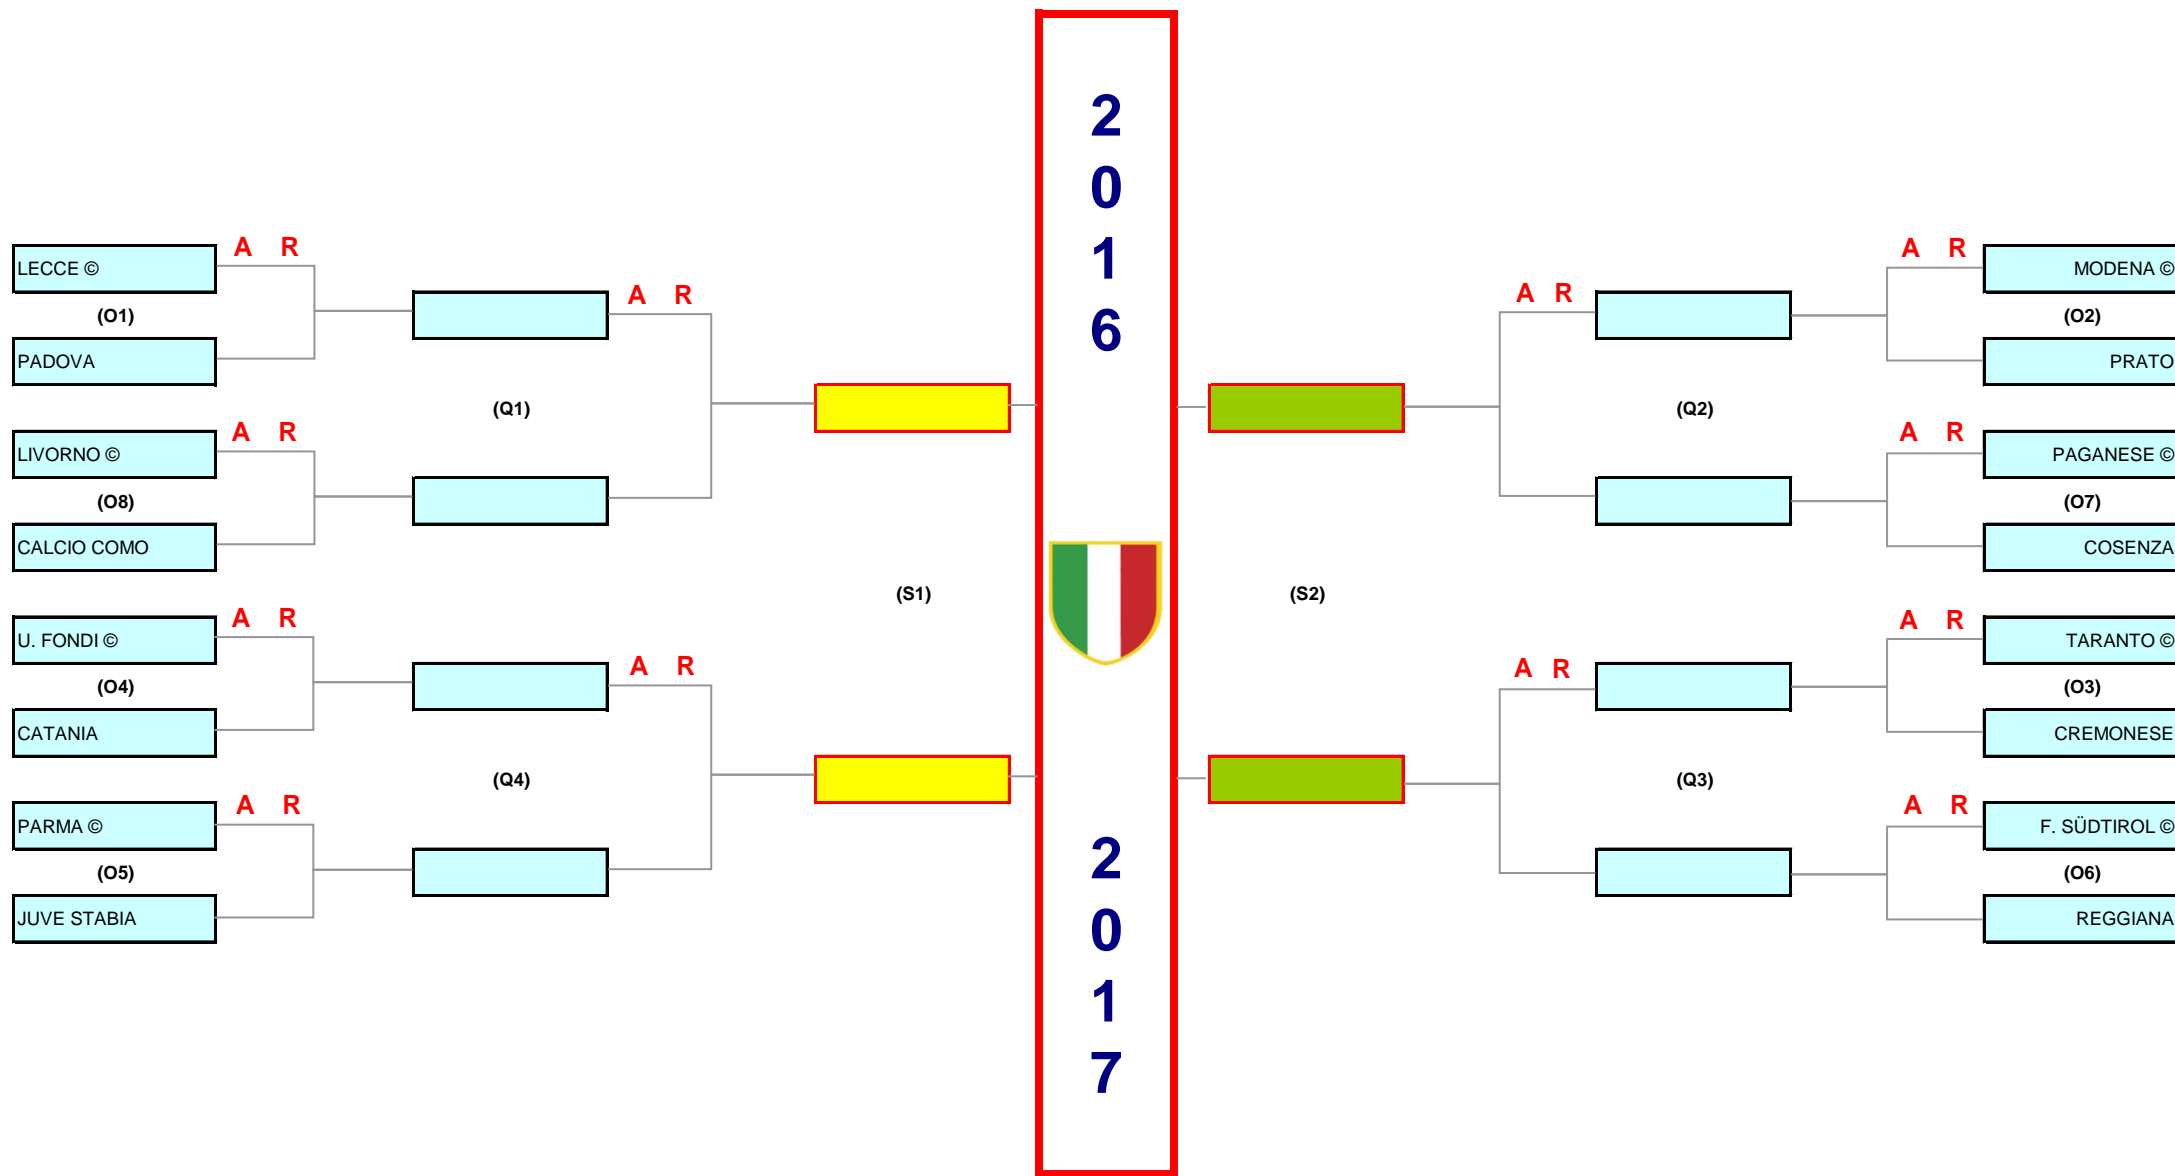 2
0
1
6
A R
LECCE ©
(O1)
PADOVA
A R
LIVORNO ©
(O8)
CALCIO COMO
A R
U. FONDI ©
(O4)
CATANIA
A R
PARMA ©
(O5)
JUVE STABIA
A R
(Q1)
A R
(Q4)
(S1)
(S2)
A R
(Q2)
A R
(Q3)
A R
MODENA ©
(O2)
PRATO
A R
PAGANESE ©
(O7)
COSENZA
A R
TARANTO ©
(O3)
CREMONESE
A R
F. SÜDTIROL ©
(O6)
REGGIANA
2
0
1
7